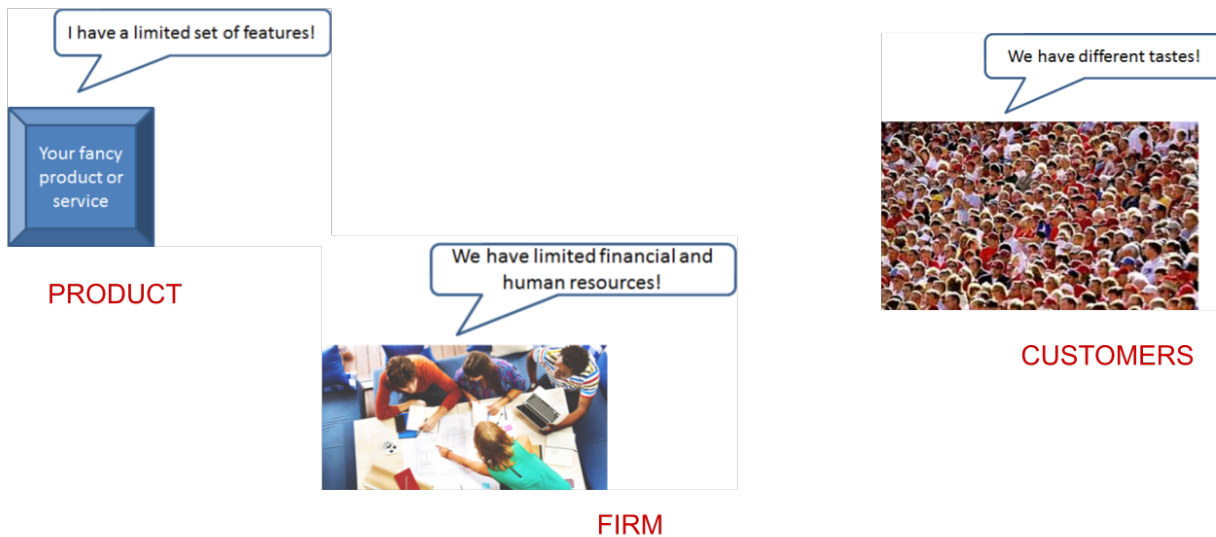 I have a limited set of features!
We have different tastes!
Your fancy
product or
service
We have limited financial and
human resources!
PRODUCT
CUSTOMERS
FIRM